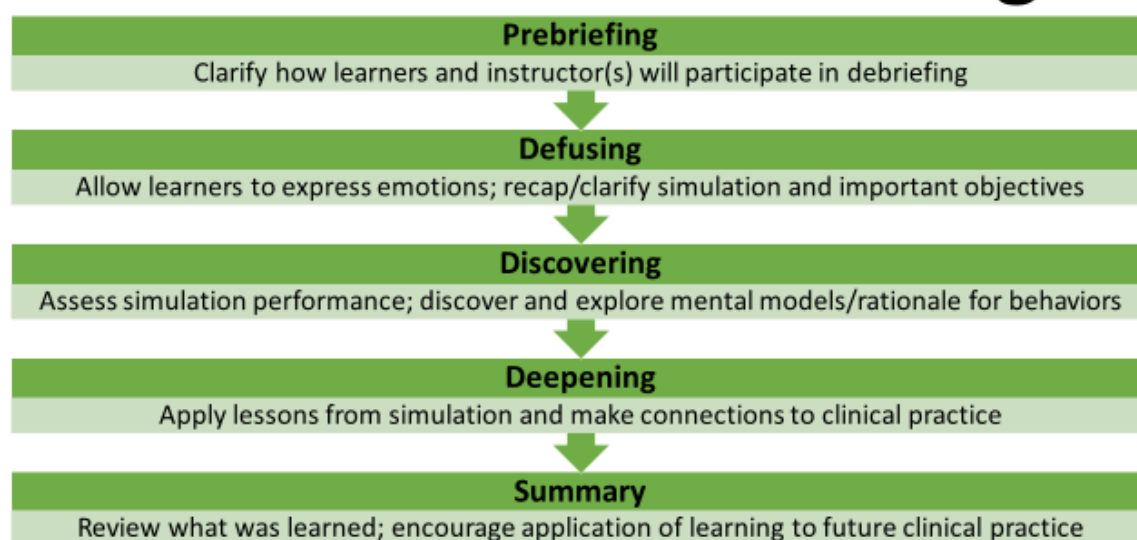 Prebriefing
Clarify how learners and instructor(s) will participate in debriefing
Defusing
Allow learners to express emotions; recap/clarify simulation and important objectives
Discovering
Assess simulation performance; discover and explore mental models/rationale for behaviors
Deepening
Apply lessons from simulation and make connections to clinical practice
Summary
Review what was learned; encourage application of learning to future clinical practice